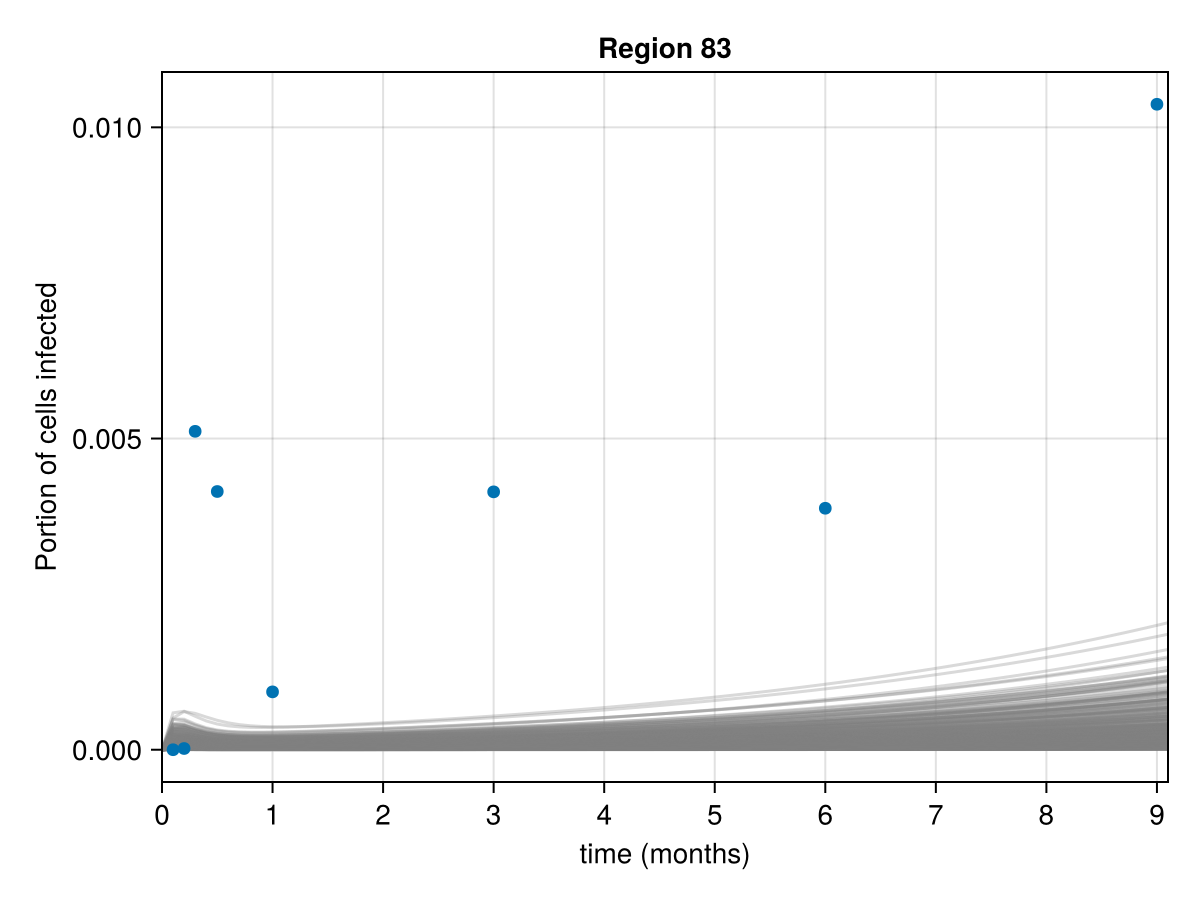 Region 83
0.010
0.005
0.000
Portion of cells infected
0 1 2 3 4 5 6 7 8 9
time (months)